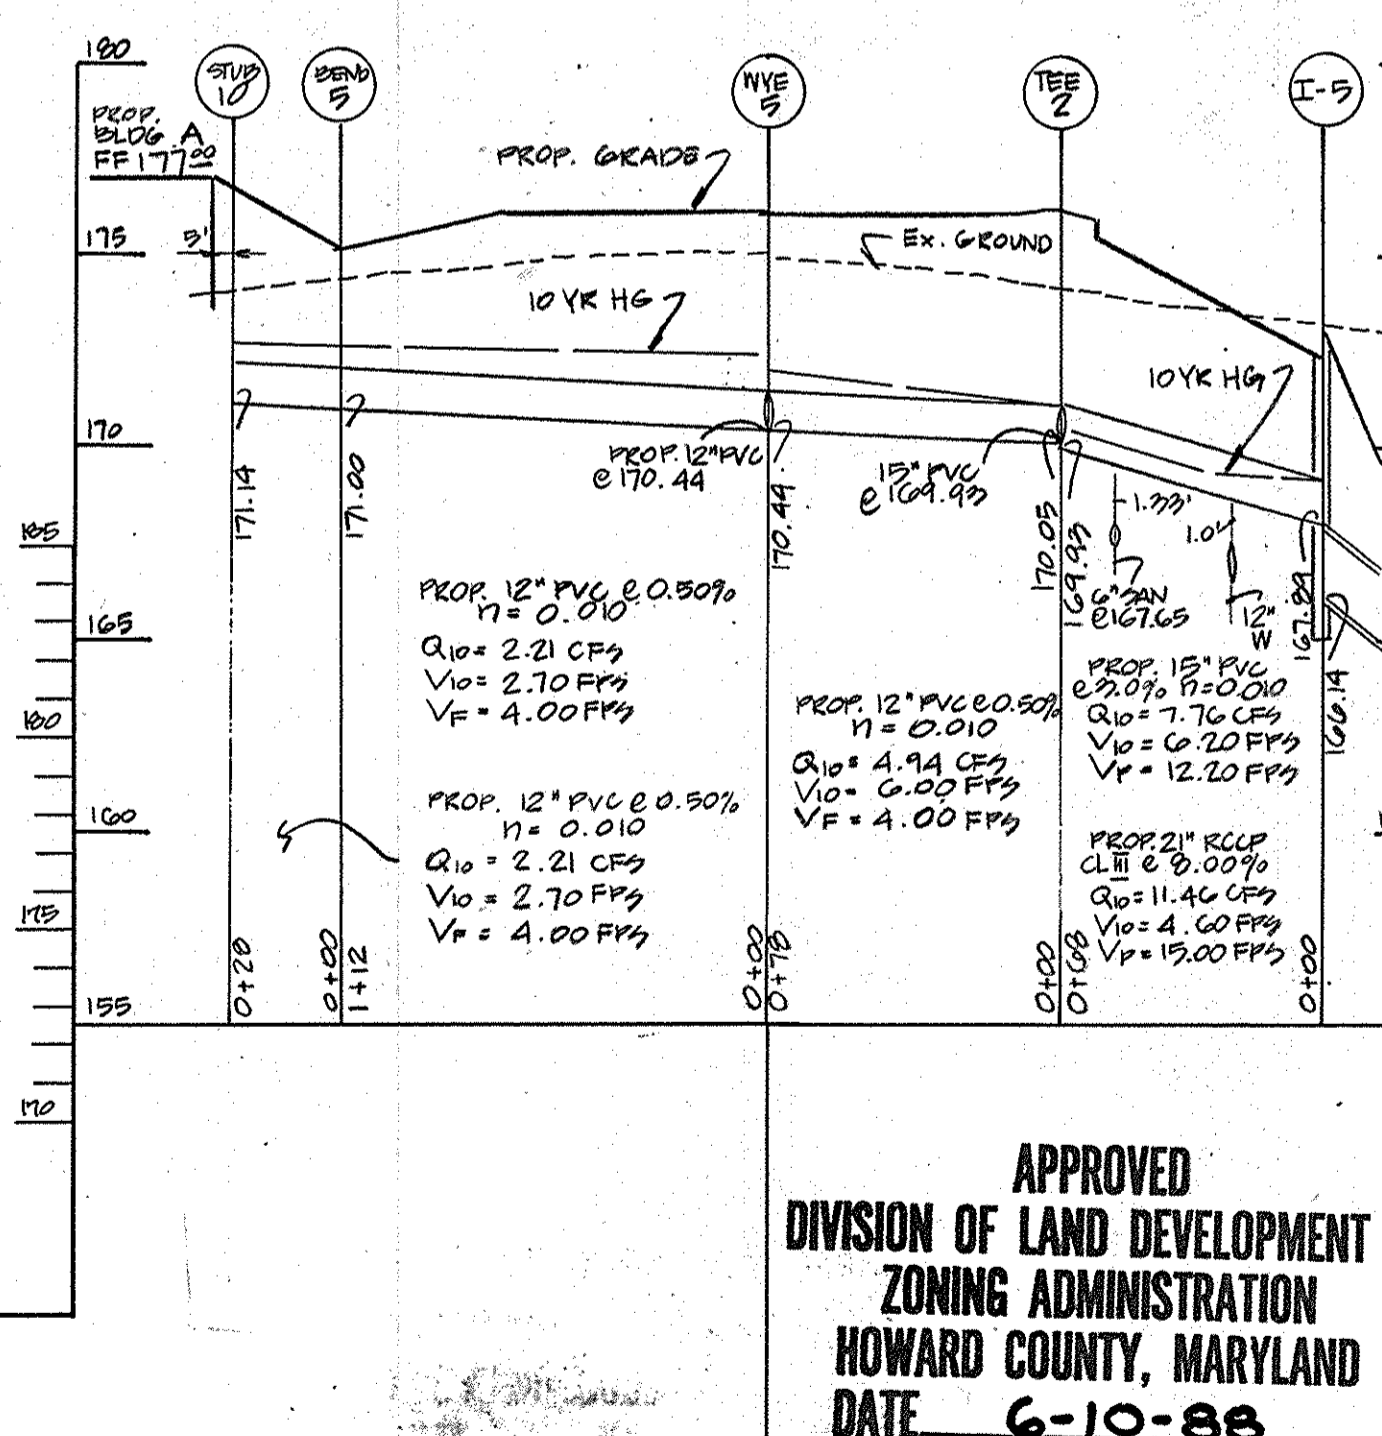 180
STUB
10
BEND
5
WYE
5
TEE
2
I-5
PROP.
BLDG. A
FF 177.00
PROP. GRADE
175
5'
EX. GROUND
10 YR HG
10 YR HG
170
PROP. 12" PVC
@ 170.44
15" PVC
@ 169.93
171.14
171.00
170.44
170.05
169.93
1.33'
1.0'
6" SAN
@ 167.65
12"
W
167.89
166.14
185
165
180
160
175
155
170
PROP. 12" PVC @ 0.50%
n = 0.010
Q10 = 2.21 CFS
V10 = 2.70 FPS
VF = 4.00 FPS
PROP. 12" PVC @ 0.50%
n = 0.010
Q10 = 2.21 CFS
V10 = 2.70 FPS
VF = 4.00 FPS
PROP. 12" PVC @ 0.50%
n = 0.010
Q10 = 4.94 CFS
V10 = 6.00 FPS
VF = 4.00 FPS
PROP. 15" PVC
@ 3.0% n=0.010
Q10 = 7.76 CFS
V10 = 6.20 FPS
VF = 12.20 FPS
PROP. 21" RCCP
CL III @ 8.00%
Q10 = 11.46 CFS
V10 = 4.60 FPS
VF = 15.00 FPS
0+28
0+00
1+12
0+00
0+78
0+00
0+68
0+00
APPROVED
DIVISION OF LAND DEVELOPMENT
ZONING ADMINISTRATION
HOWARD COUNTY, MARYLAND
DATE 6-10-88